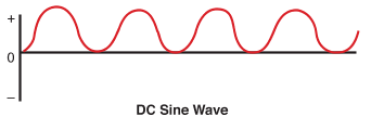 +
0
–
DC Sine Wave